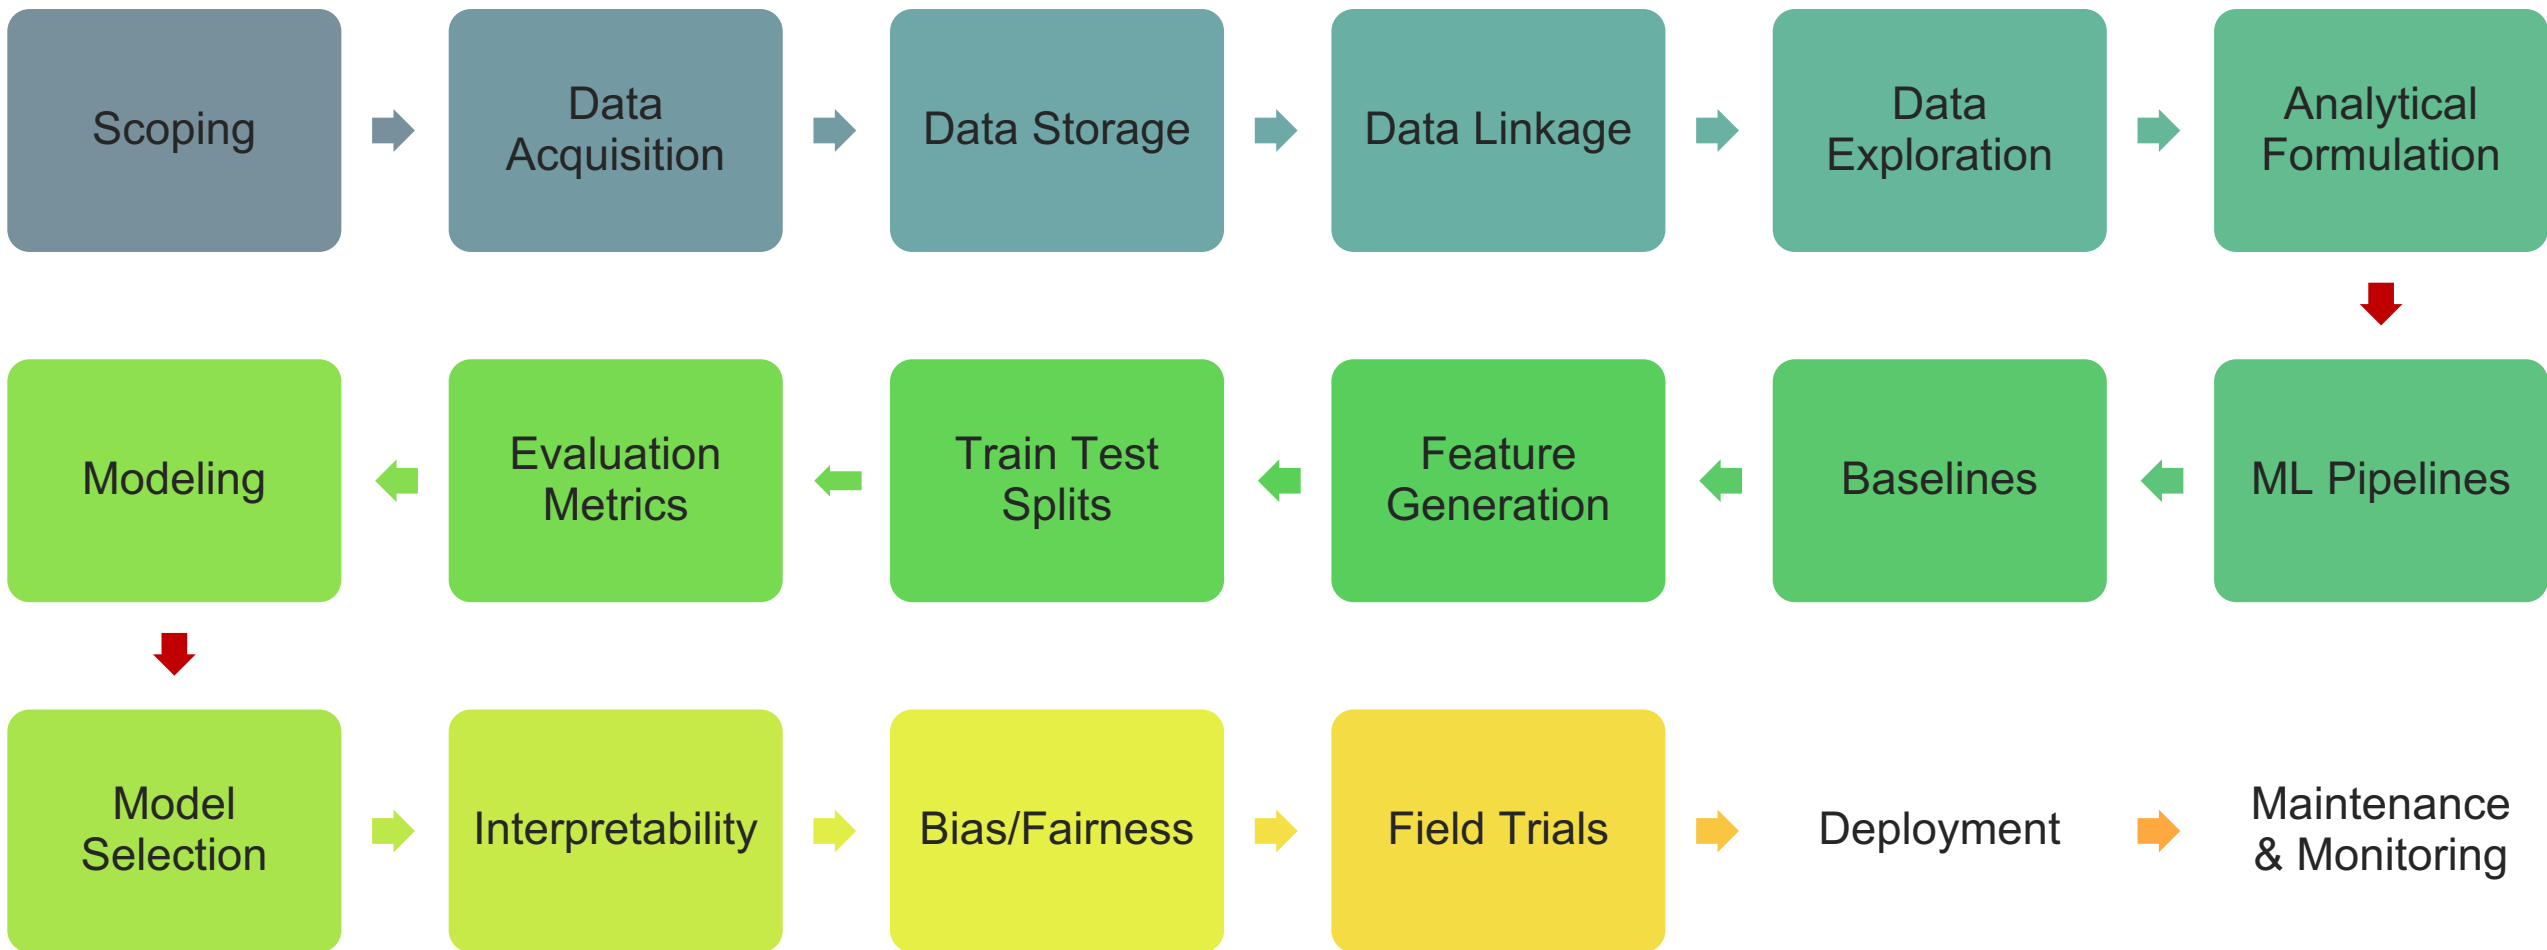 Scoping
Data
Acquisition
Data Storage
Data Linkage
Data
Exploration
Analytical
Formulation
Modeling
Evaluation
Metrics
Train Test
Splits
Feature
Generation
Baselines
ML Pipelines
Model
Selection
Interpretability
Bias/Fairness
Field Trials
Deployment
Maintenance
& Monitoring